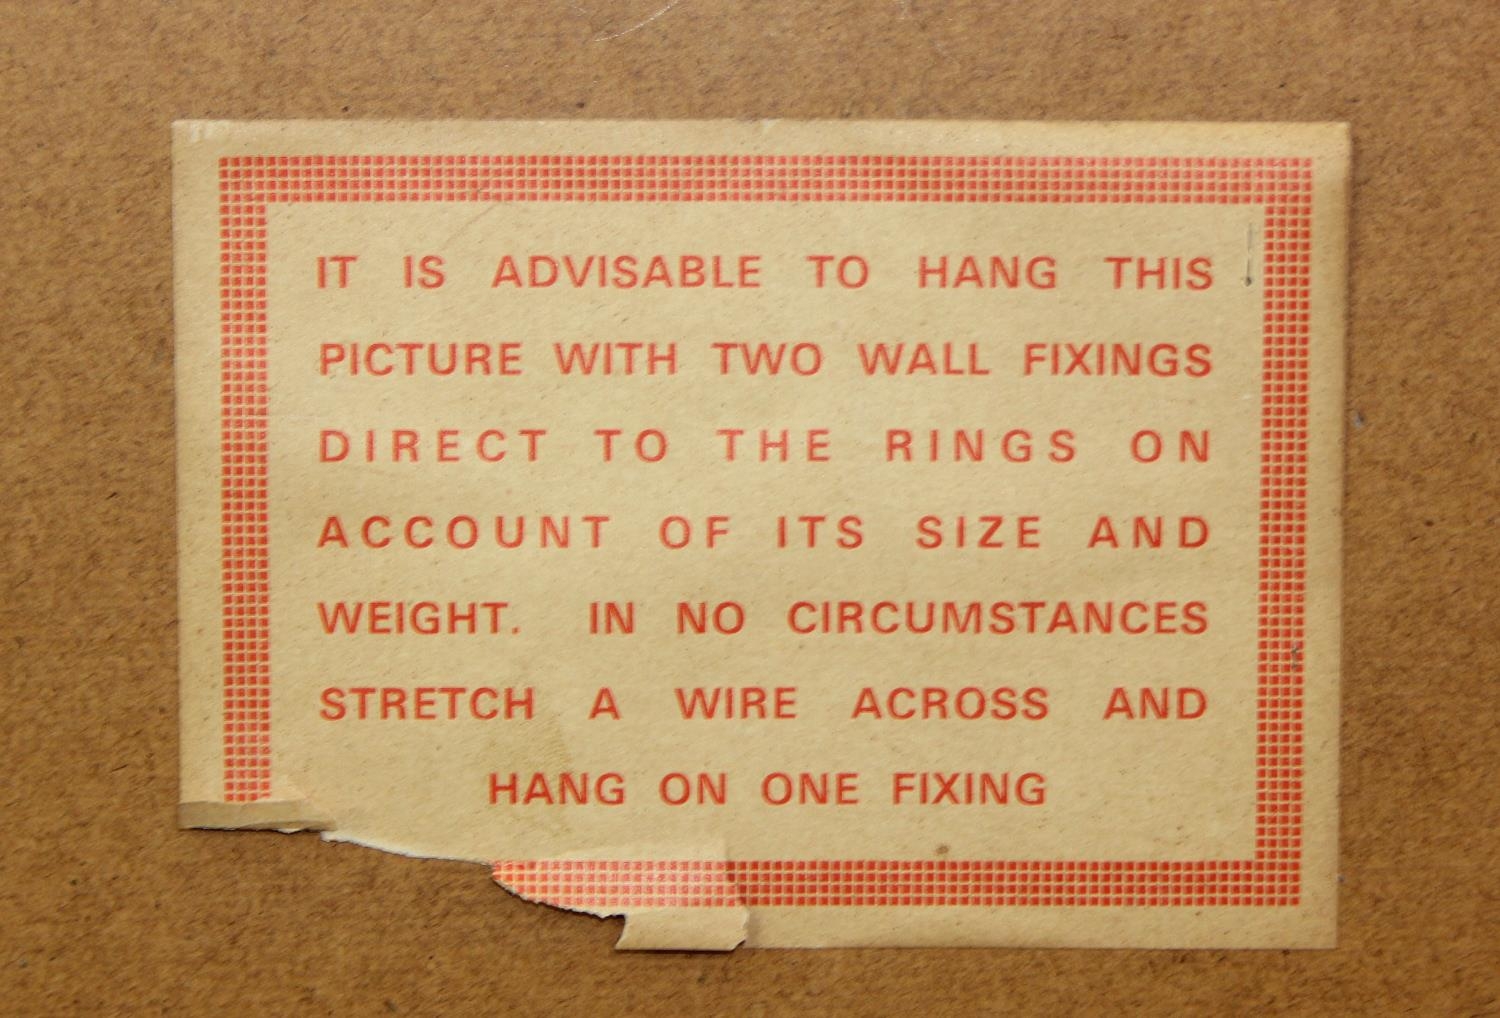 IT IS ADVISABLE TO HANG THIS
PICTURE WITH TWO WALL FIXINGS
DIRECT TO THE RINGS ON
ACCOUNT OF ITS SIZE AND
WEIGHT. IN NO CIRCUMSTANCES
STRETCH A WIRE ACROSS AND
HANG ON ONE FIXING